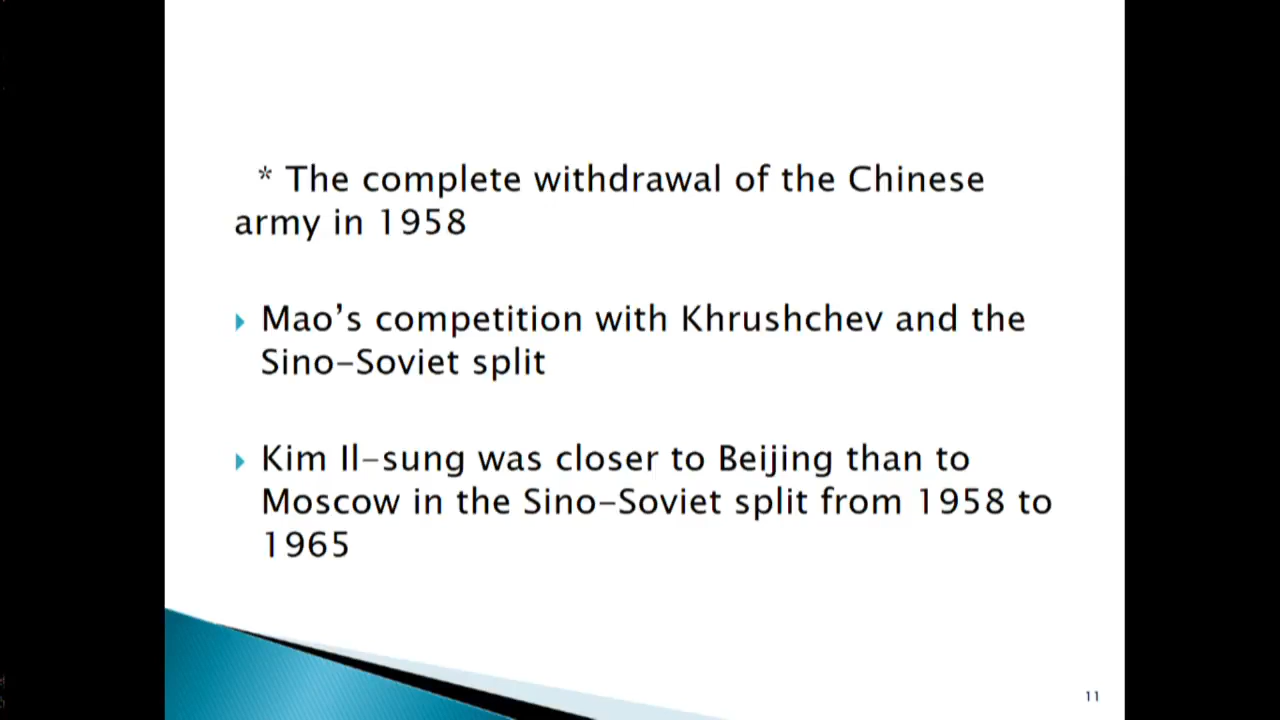 * The complete withdrawal of the Chinese
army in 1958
Mao’s competition with Khrushchev and the
Sino-Soviet split
Kim Il-sung was closer to Beijing than to
Moscow in the Sino-Soviet split from 1958 to
1965
11